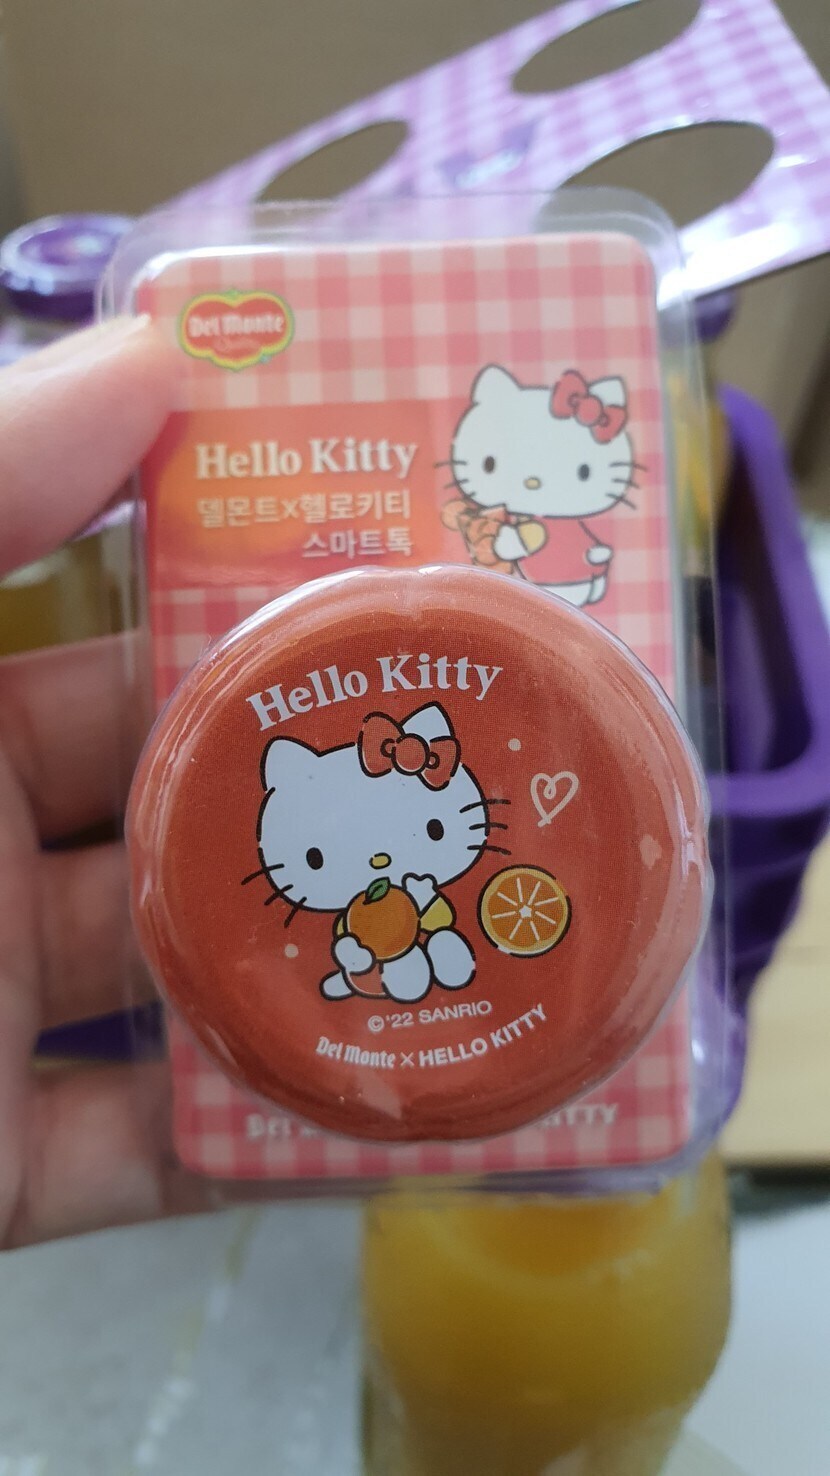 Del Monte
Quality
Hello Kitty
델몬트x헬로키티
스마트톡
Hello Kitty
©'22 SANRIO
Del Monte x HELLO KITTY